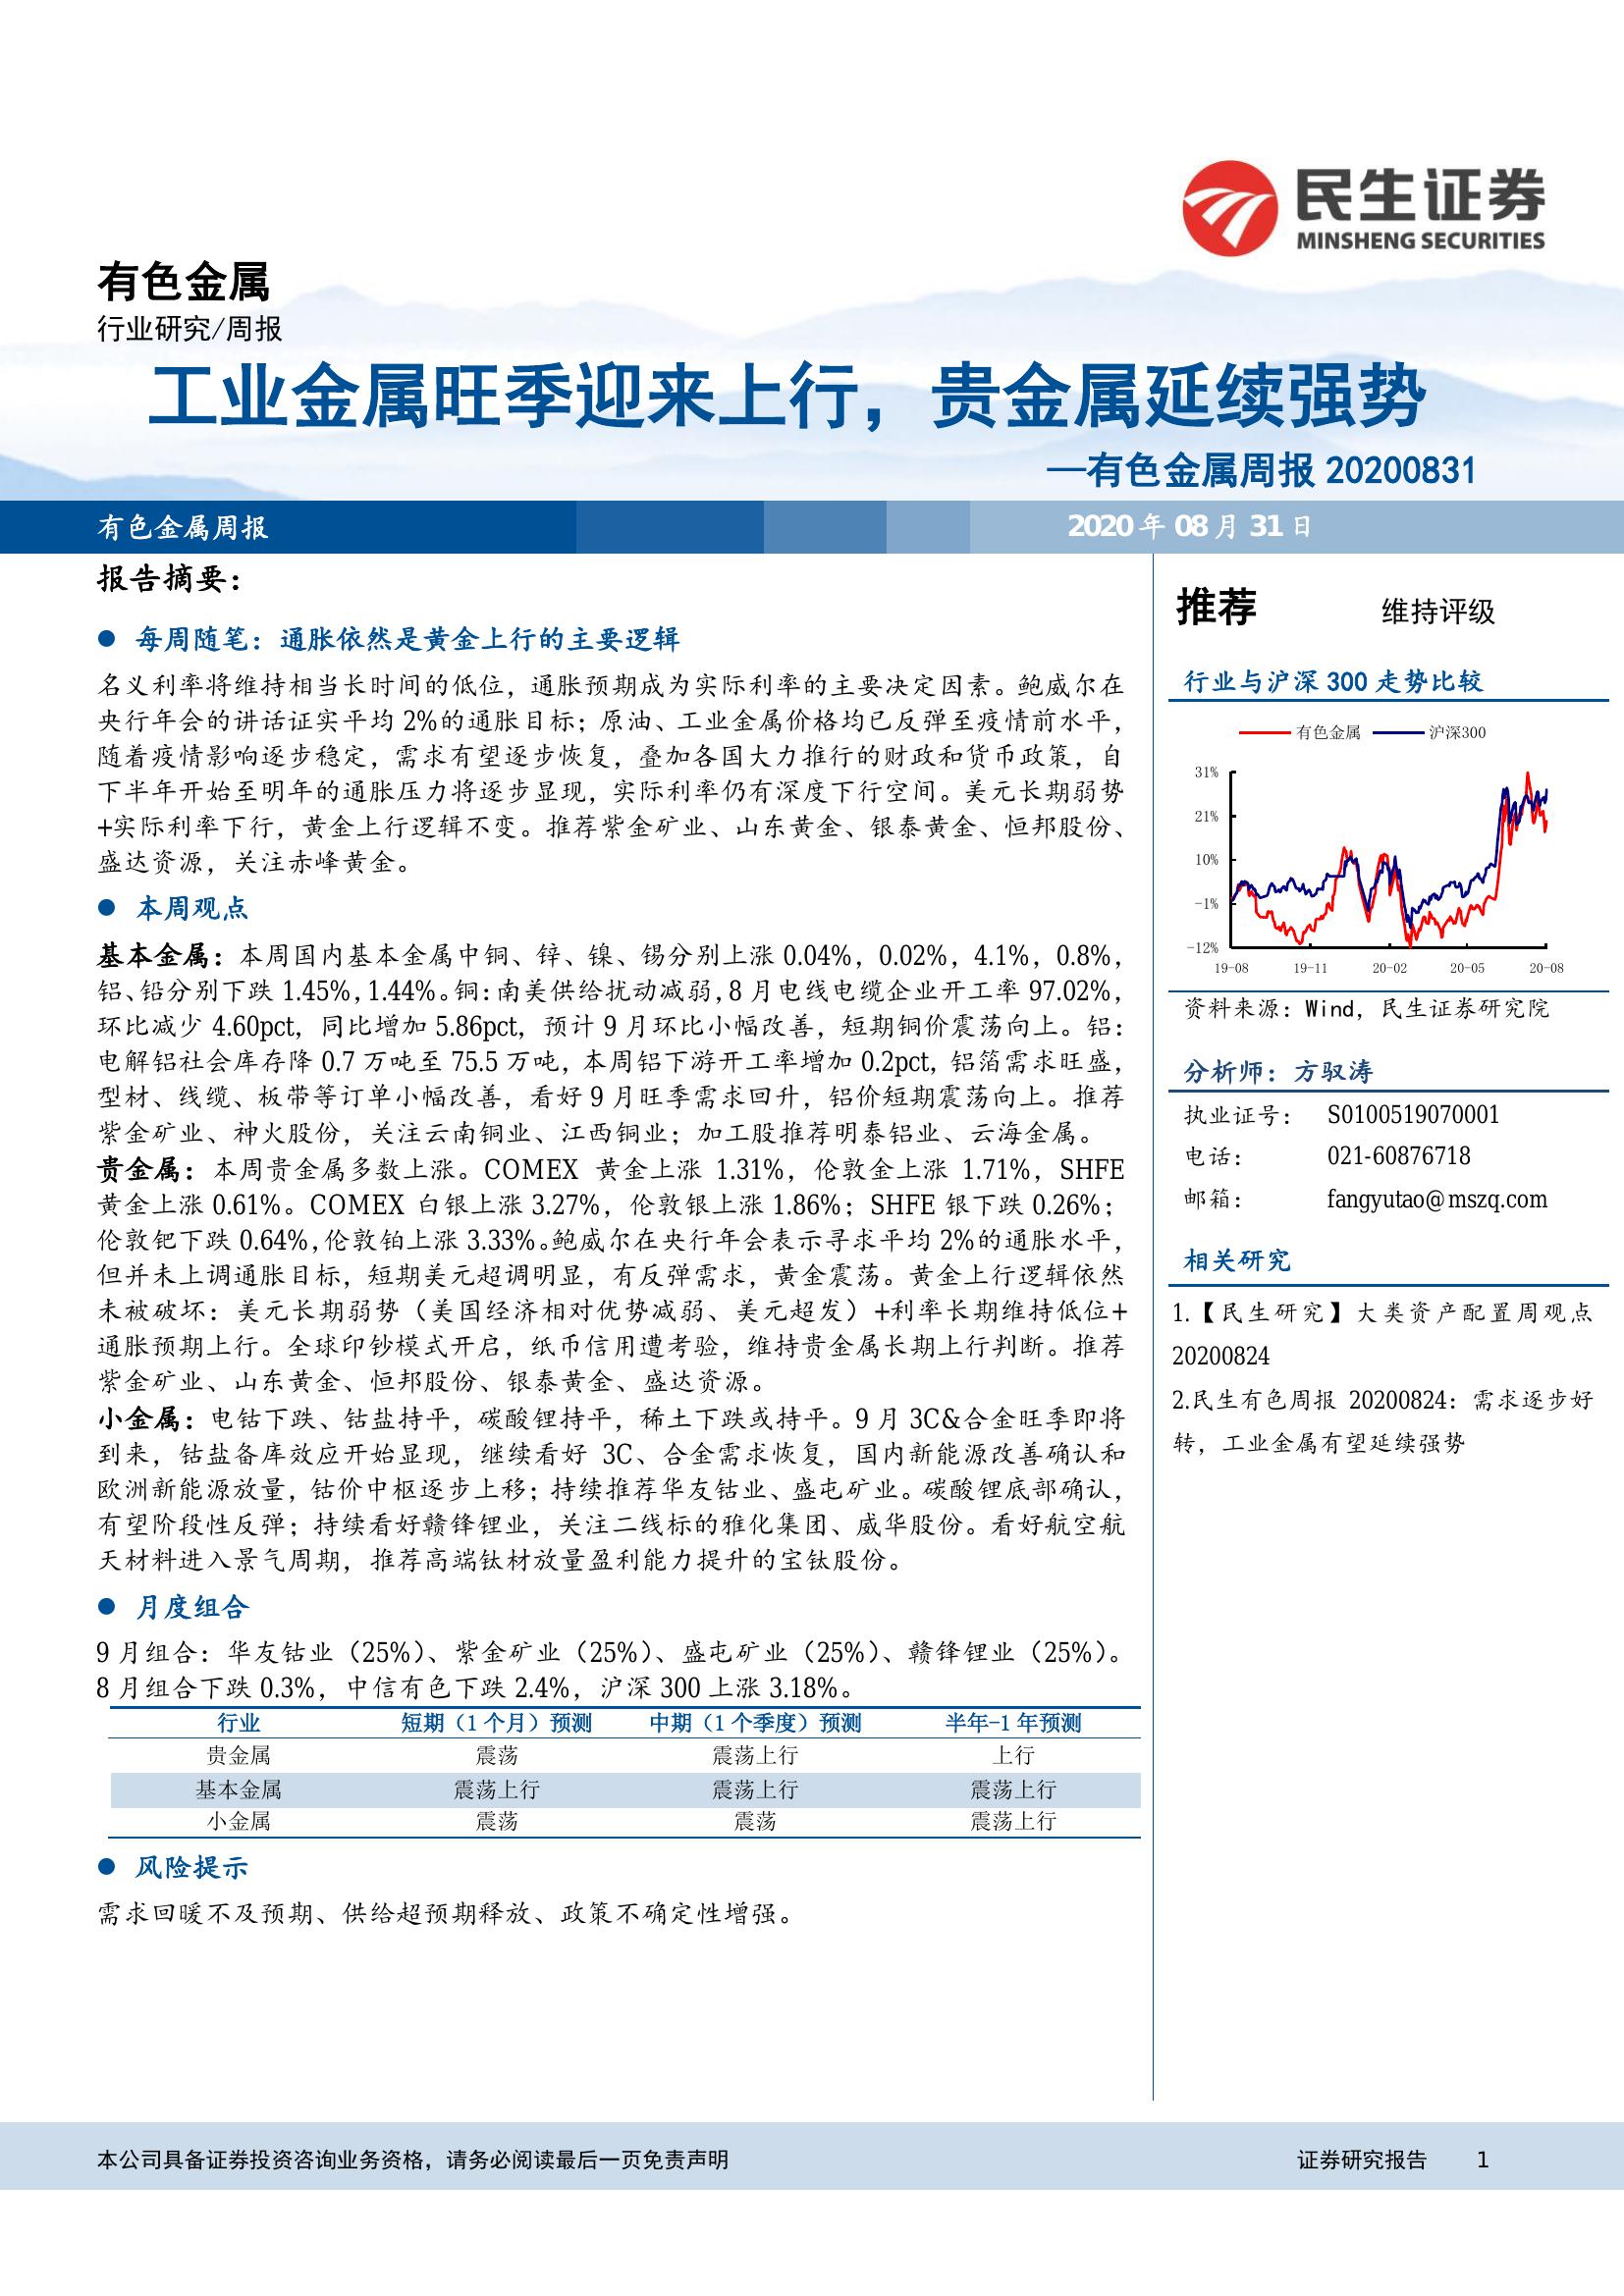 民生证券
MINSHENG SECURITIES
有色金属
行业研究/周报
工业金属旺季迎来上行，贵金属延续强势
—有色金属周报 20200831
有色金属周报
2020 年 08 月 31 日
报告摘要：
● 每周随笔：通胀依然是黄金上行的主要逻辑
名义利率将维持相当长时间的低位，通胀预期成为实际利率的主要决定因素。鲍威尔在
央行年会的讲话证实平均 2%的通胀目标；原油、工业金属价格均已反弹至疫情前水平，
随着疫情影响逐步稳定，需求有望逐步恢复，叠加各国大力推行的财政和货币政策，自
下半年开始至明年的通胀压力将逐步显现，实际利率仍有深度下行空间。美元长期弱势
+实际利率下行，黄金上行逻辑不变。推荐紫金矿业、山东黄金、银泰黄金、恒邦股份、
盛达资源，关注赤峰黄金。
● 本周观点
基本金属：本周国内基本金属中铜、锌、镍、锡分别上涨 0.04%，0.02%，4.1%，0.8%，
铝、铅分别下跌 1.45%,1.44%。铜：南美供给扰动减弱,8 月电线电缆企业开工率 97.02%，
环比减少 4.60pct，同比增加 5.86pct，预计 9 月环比小幅改善，短期铜价震荡向上。铝：
电解铝社会库存降 0.7 万吨至 75.5 万吨，本周铝下游开工率增加 0.2pct，铝箔需求旺盛，
型材、线缆、板带等订单小幅改善，看好 9 月旺季需求回升，铝价短期震荡向上。推荐
紫金矿业、神火股份，关注云南铜业、江西铜业；加工股推荐明泰铝业、云海金属。
贵金属：本周贵金属多数上涨。COMEX 黄金上涨 1.31%，伦敦金上涨 1.71%，SHFE
黄金上涨 0.61%。COMEX 白银上涨 3.27%，伦敦银上涨 1.86%；SHFE 银下跌 0.26%；
伦敦钯下跌 0.64%,伦敦铂上涨 3.33%。鲍威尔在央行年会表示寻求平均 2%的通胀水平，
但并未上调通胀目标，短期美元超调明显，有反弹需求，黄金震荡。黄金上行逻辑依然
未被破坏：美元长期弱势（美国经济相对优势减弱、美元超发）+利率长期维持低位+
通胀预期上行。全球印钞模式开启，纸币信用遭考验，维持贵金属长期上行判断。推荐
紫金矿业、山东黄金、恒邦股份、银泰黄金、盛达资源。
小金属：电钴下跌、钴盐持平，碳酸锂持平，稀土下跌或持平。9 月 3C&合金旺季即将
到来，钴盐备库效应开始显现，继续看好 3C、合金需求恢复，国内新能源改善确认和
欧洲新能源放量，钴价中枢逐步上移；持续推荐华友钴业、盛屯矿业。碳酸锂底部确认，
有望阶段性反弹；持续看好赣锋锂业，关注二线标的雅化集团、威华股份。看好航空航
天材料进入景气周期，推荐高端钛材放量盈利能力提升的宝钛股份。
● 月度组合
9 月组合：华友钴业（25%）、紫金矿业（25%）、盛屯矿业（25%）、赣锋锂业（25%）。
8 月组合下跌 0.3%，中信有色下跌 2.4%，沪深 300 上涨 3.18%。
行业 短期（1 个月）预测 中期（1 个季度）预测 半年-1 年预测
贵金属 震荡 震荡上行 上行
基本金属 震荡上行 震荡上行 震荡上行
小金属 震荡 震荡 震荡上行
● 风险提示
需求回暖不及预期、供给超预期释放、政策不确定性增强。
推荐 维持评级
行业与沪深 300 走势比较
有色金属 沪深300
31%
21%
10%
-1%
-12%
19-08 19-11 20-02 20-05 20-08
资料来源：Wind，民生证券研究院
分析师：方驭涛
执业证号： S0100519070001
电话： 021-60876718
邮箱： fangyutao@mszq.com
相关研究
1.【民生研究】大类资产配置周观点
20200824
2.民生有色周报 20200824：需求逐步好
转，工业金属有望延续强势
本公司具备证券投资咨询业务资格，请务必阅读最后一页免责声明
证券研究报告 1